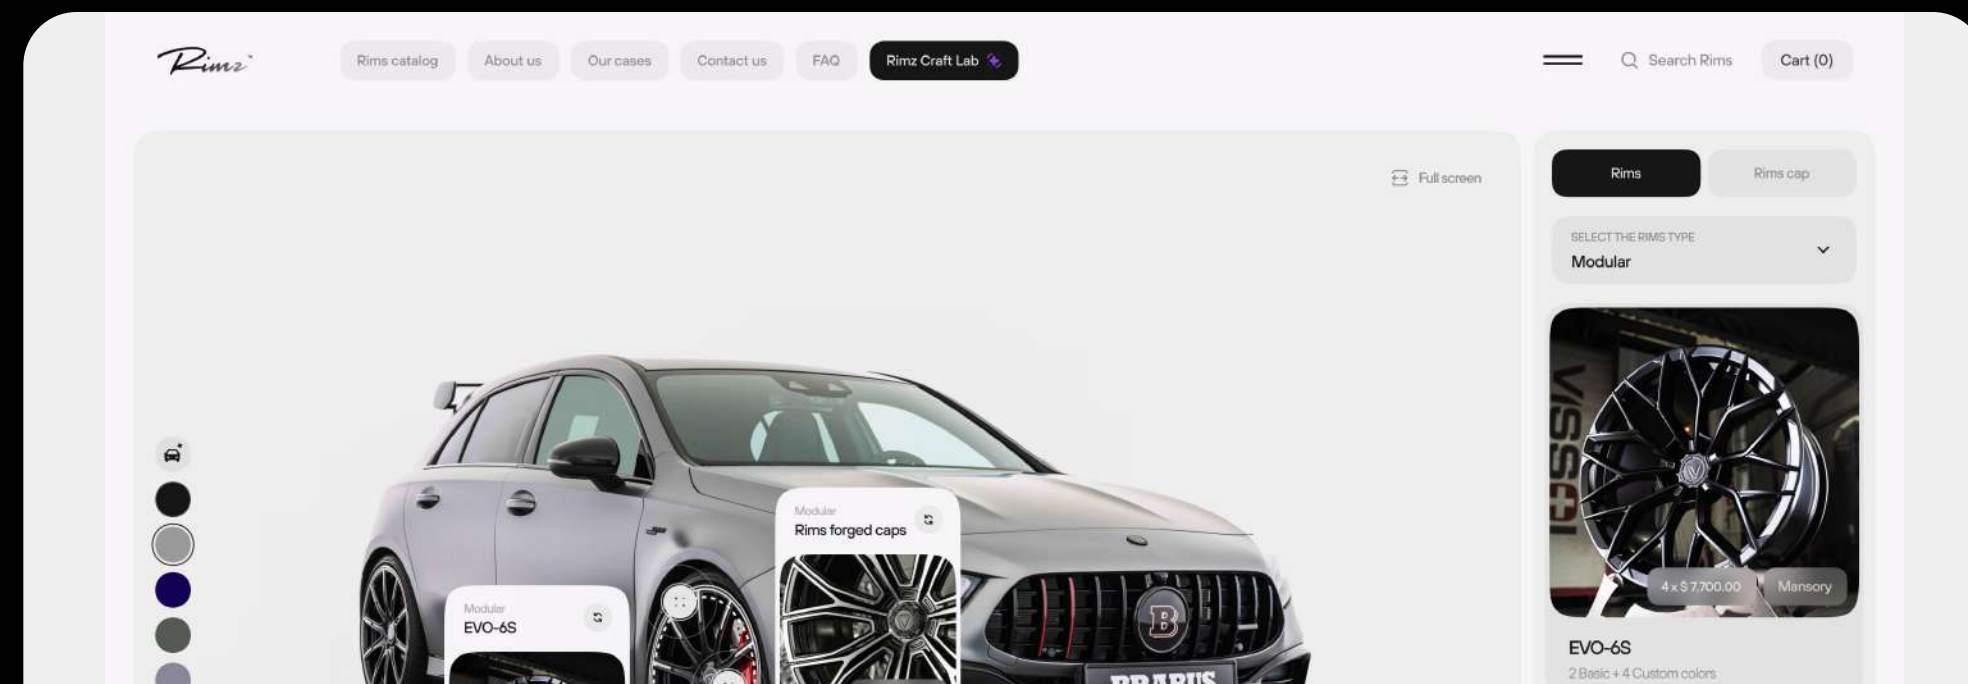 Rimz
Rims catalog
About us
Our cases
Contact us
FAQ
Rimz Craft Lab
Search Rims
Cart (0)
Full screen
Rims
Rims cap
SELECT THE RIMS TYPE
Modular
4 x $ 7,700.00
Mansory
EVO-6S
2 Basic + 4 Custom colors
Modular
Rims forged caps
Modular
EVO-6S
B
BRABUS